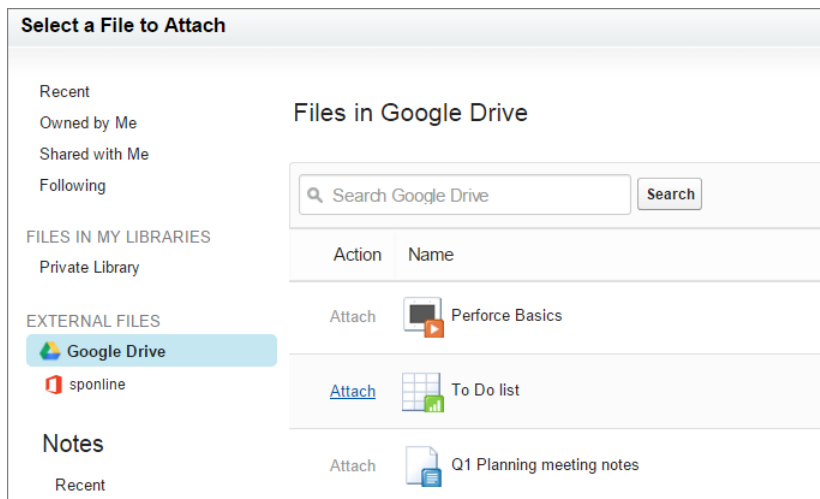 Select a File to Attach
Recent
Owned by Me
Shared with Me
Following
FILES IN MY LIBRARIES
Private Library
EXTERNAL FILES
Google Drive
sponline
Notes
Recent
Files in Google Drive
Search Google Drive
Search
Action Name
Attach Perforce Basics
Attach To Do list
Attach Q1 Planning meeting notes